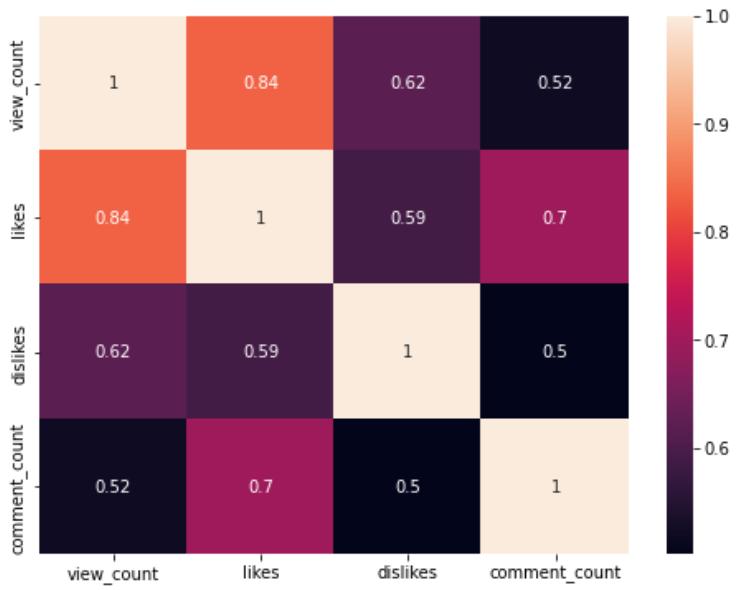 view_count 1 0.84 0.62 0.52
likes 0.84 1 0.59 0.7
dislikes 0.62 0.59 1 0.5
comment_count 0.52 0.7 0.5 1
view_count likes dislikes comment_count
1.0
0.9
0.8
0.7
0.6